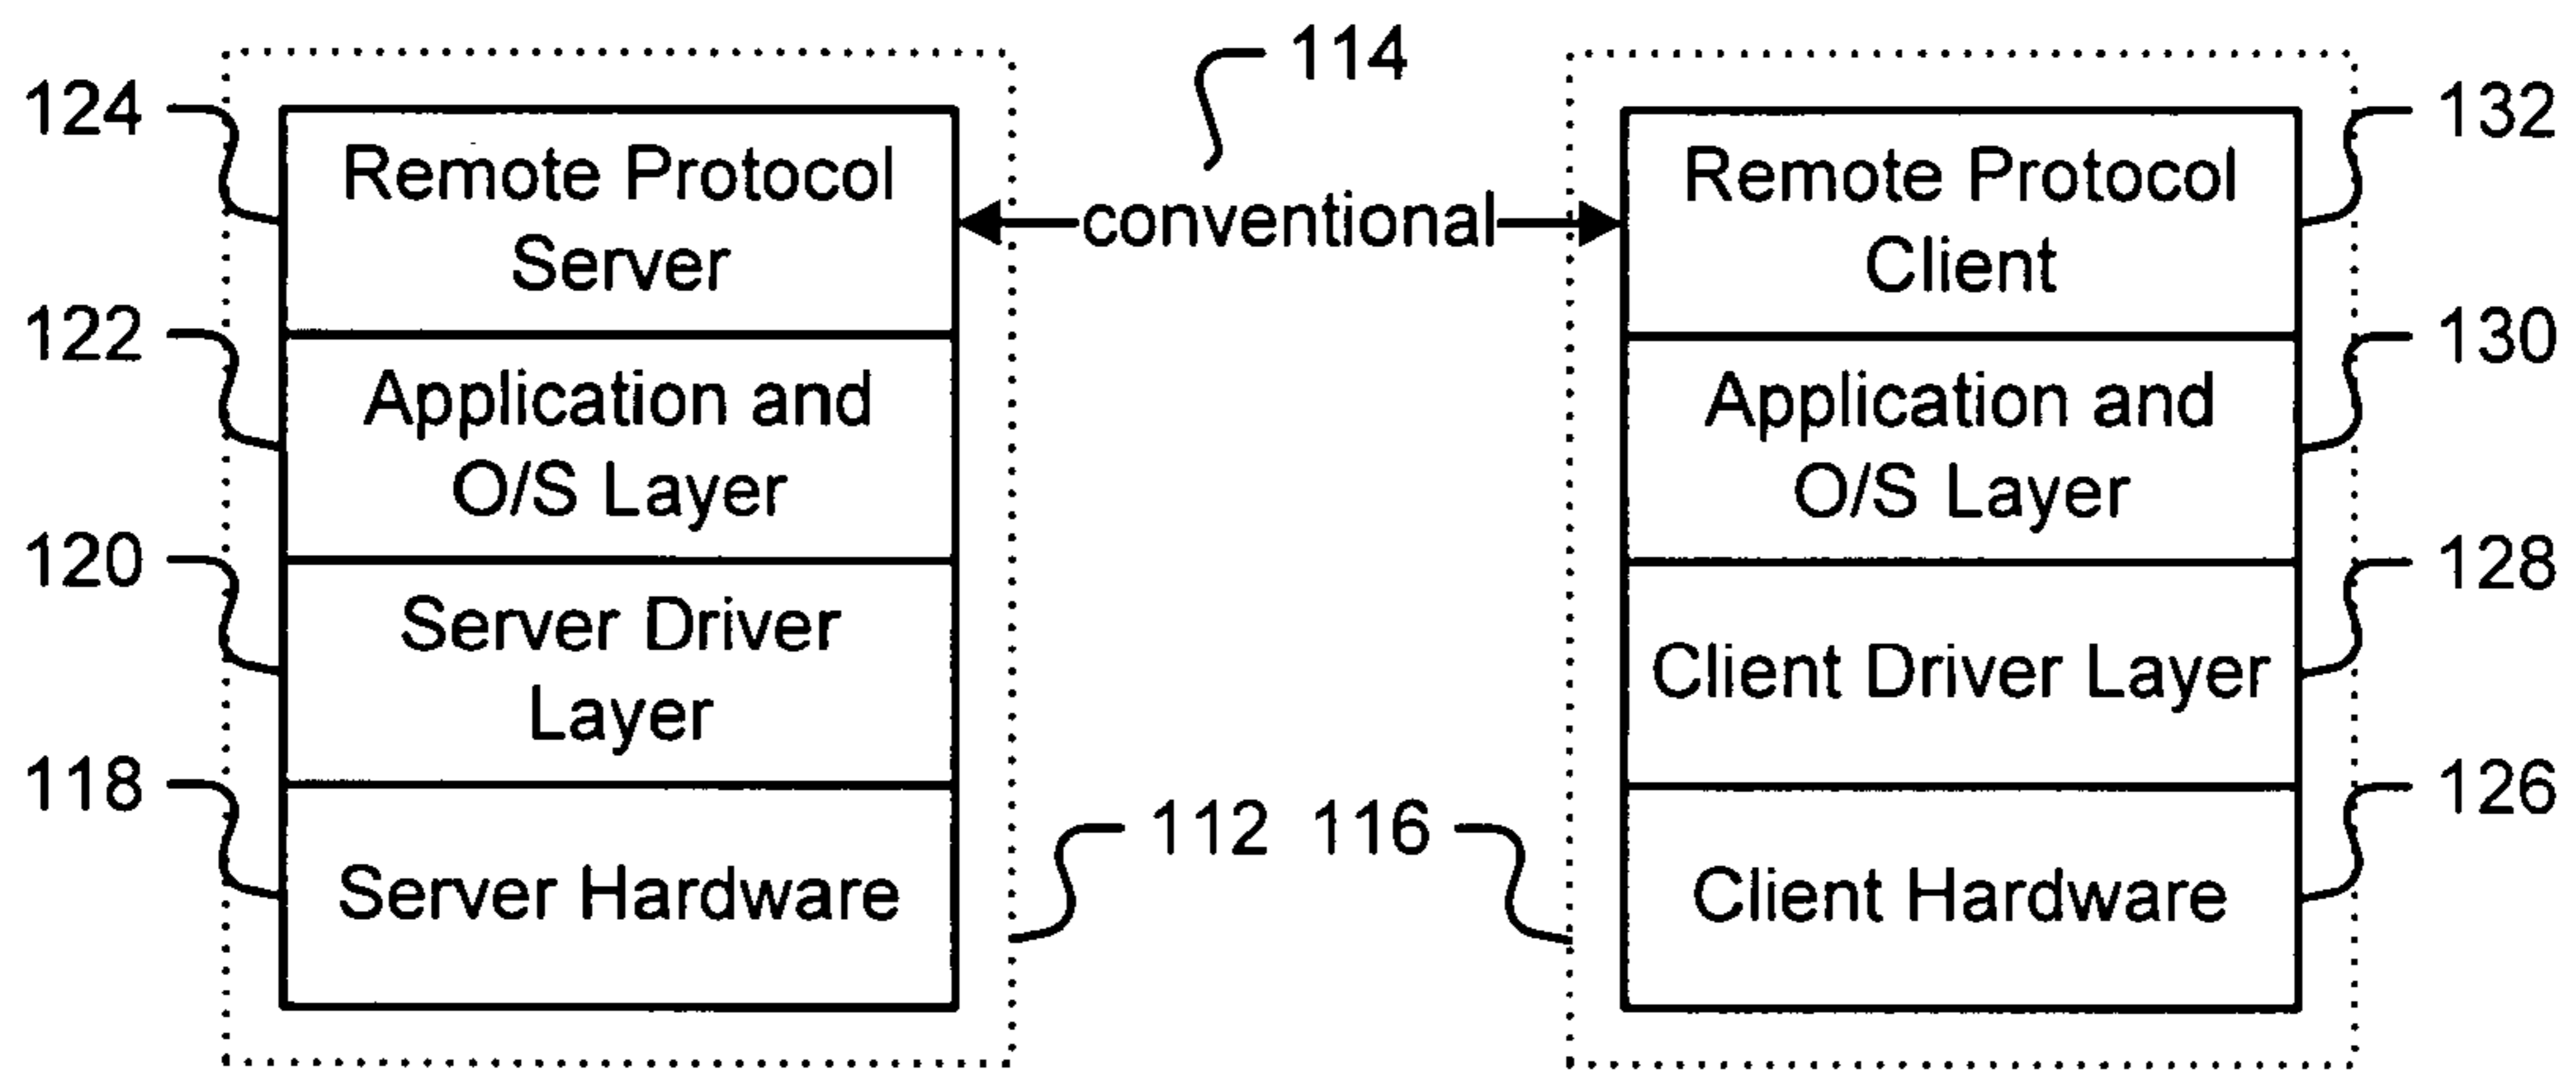 114
124
132
Remote Protocol
Server
conventional
Remote Protocol
Client
122
130
Application and
O/S Layer
Application and
O/S Layer
120
128
Server Driver
Layer
Client Driver Layer
118
126
112
116
Server Hardware
Client Hardware